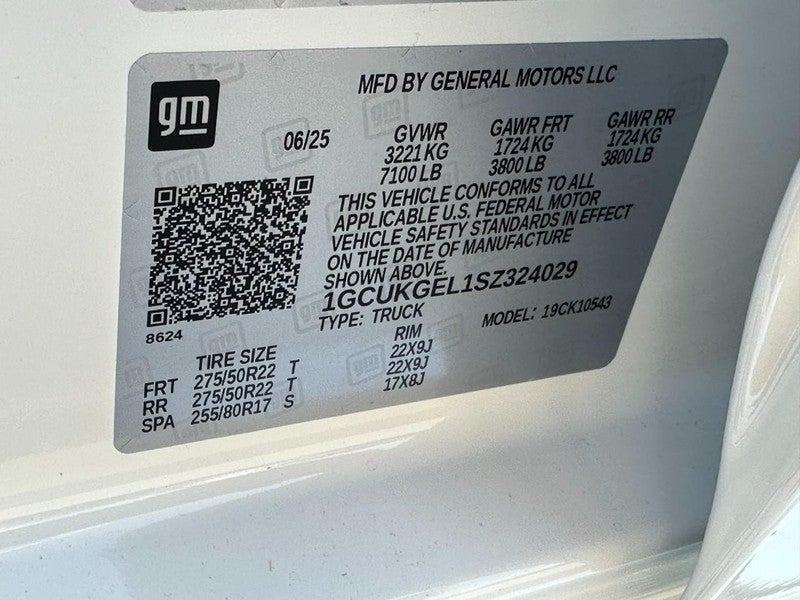 gm
MFD BY GENERAL MOTORS LLC
06/25 GVWR GAWR FRT GAWR RR
3221 KG 1724 KG 1724 KG
7100 LB 3800 LB 3800 LB
THIS VEHICLE CONFORMS TO ALL
APPLICABLE U.S. FEDERAL MOTOR
VEHICLE SAFETY STANDARDS IN EFFECT
ON THE DATE OF MANUFACTURE
SHOWN ABOVE.
1GCUKGEL1SZ324029
TYPE: TRUCK MODEL: 19CK10543
8624
TIRE SIZE RIM
FRT 275/50R22 T 22X9J
RR 275/50R22 T 22X9J
SPA 255/80R17 S 17X8J